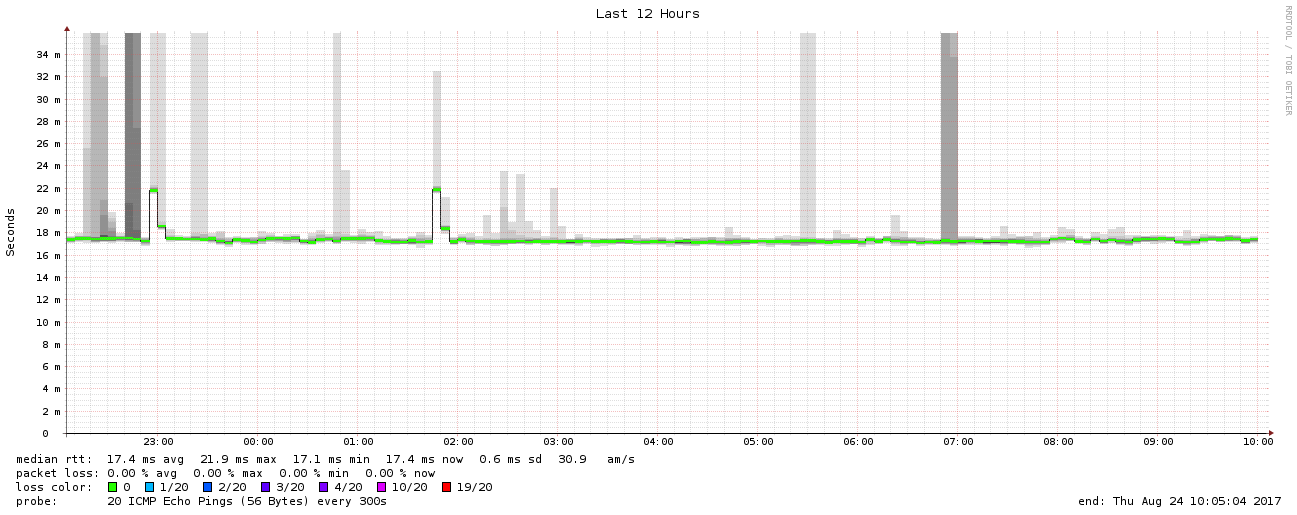 Last 12 Hours
RRDTOOL / TOBI OETIKER
Seconds
34 m
32 m
30 m
28 m
26 m
24 m
22 m
20 m
18 m
16 m
14 m
12 m
10 m
8 m
6 m
4 m
2 m
0
23:00 00:00 01:00 02:00 03:00 04:00 05:00 06:00 07:00 08:00 09:00 10:00
median rtt: 17.4 ms avg 21.9 ms max 17.1 ms min 17.4 ms now 0.6 ms sd 30.9 am/s
packet loss: 0.00 % avg 0.00 % max 0.00 % min 0.00 % now
loss color: 0 1/20 2/20 3/20 4/20 10/20 19/20
probe: 20 ICMP Echo Pings (56 Bytes) every 300s end: Thu Aug 24 10:05:04 2017